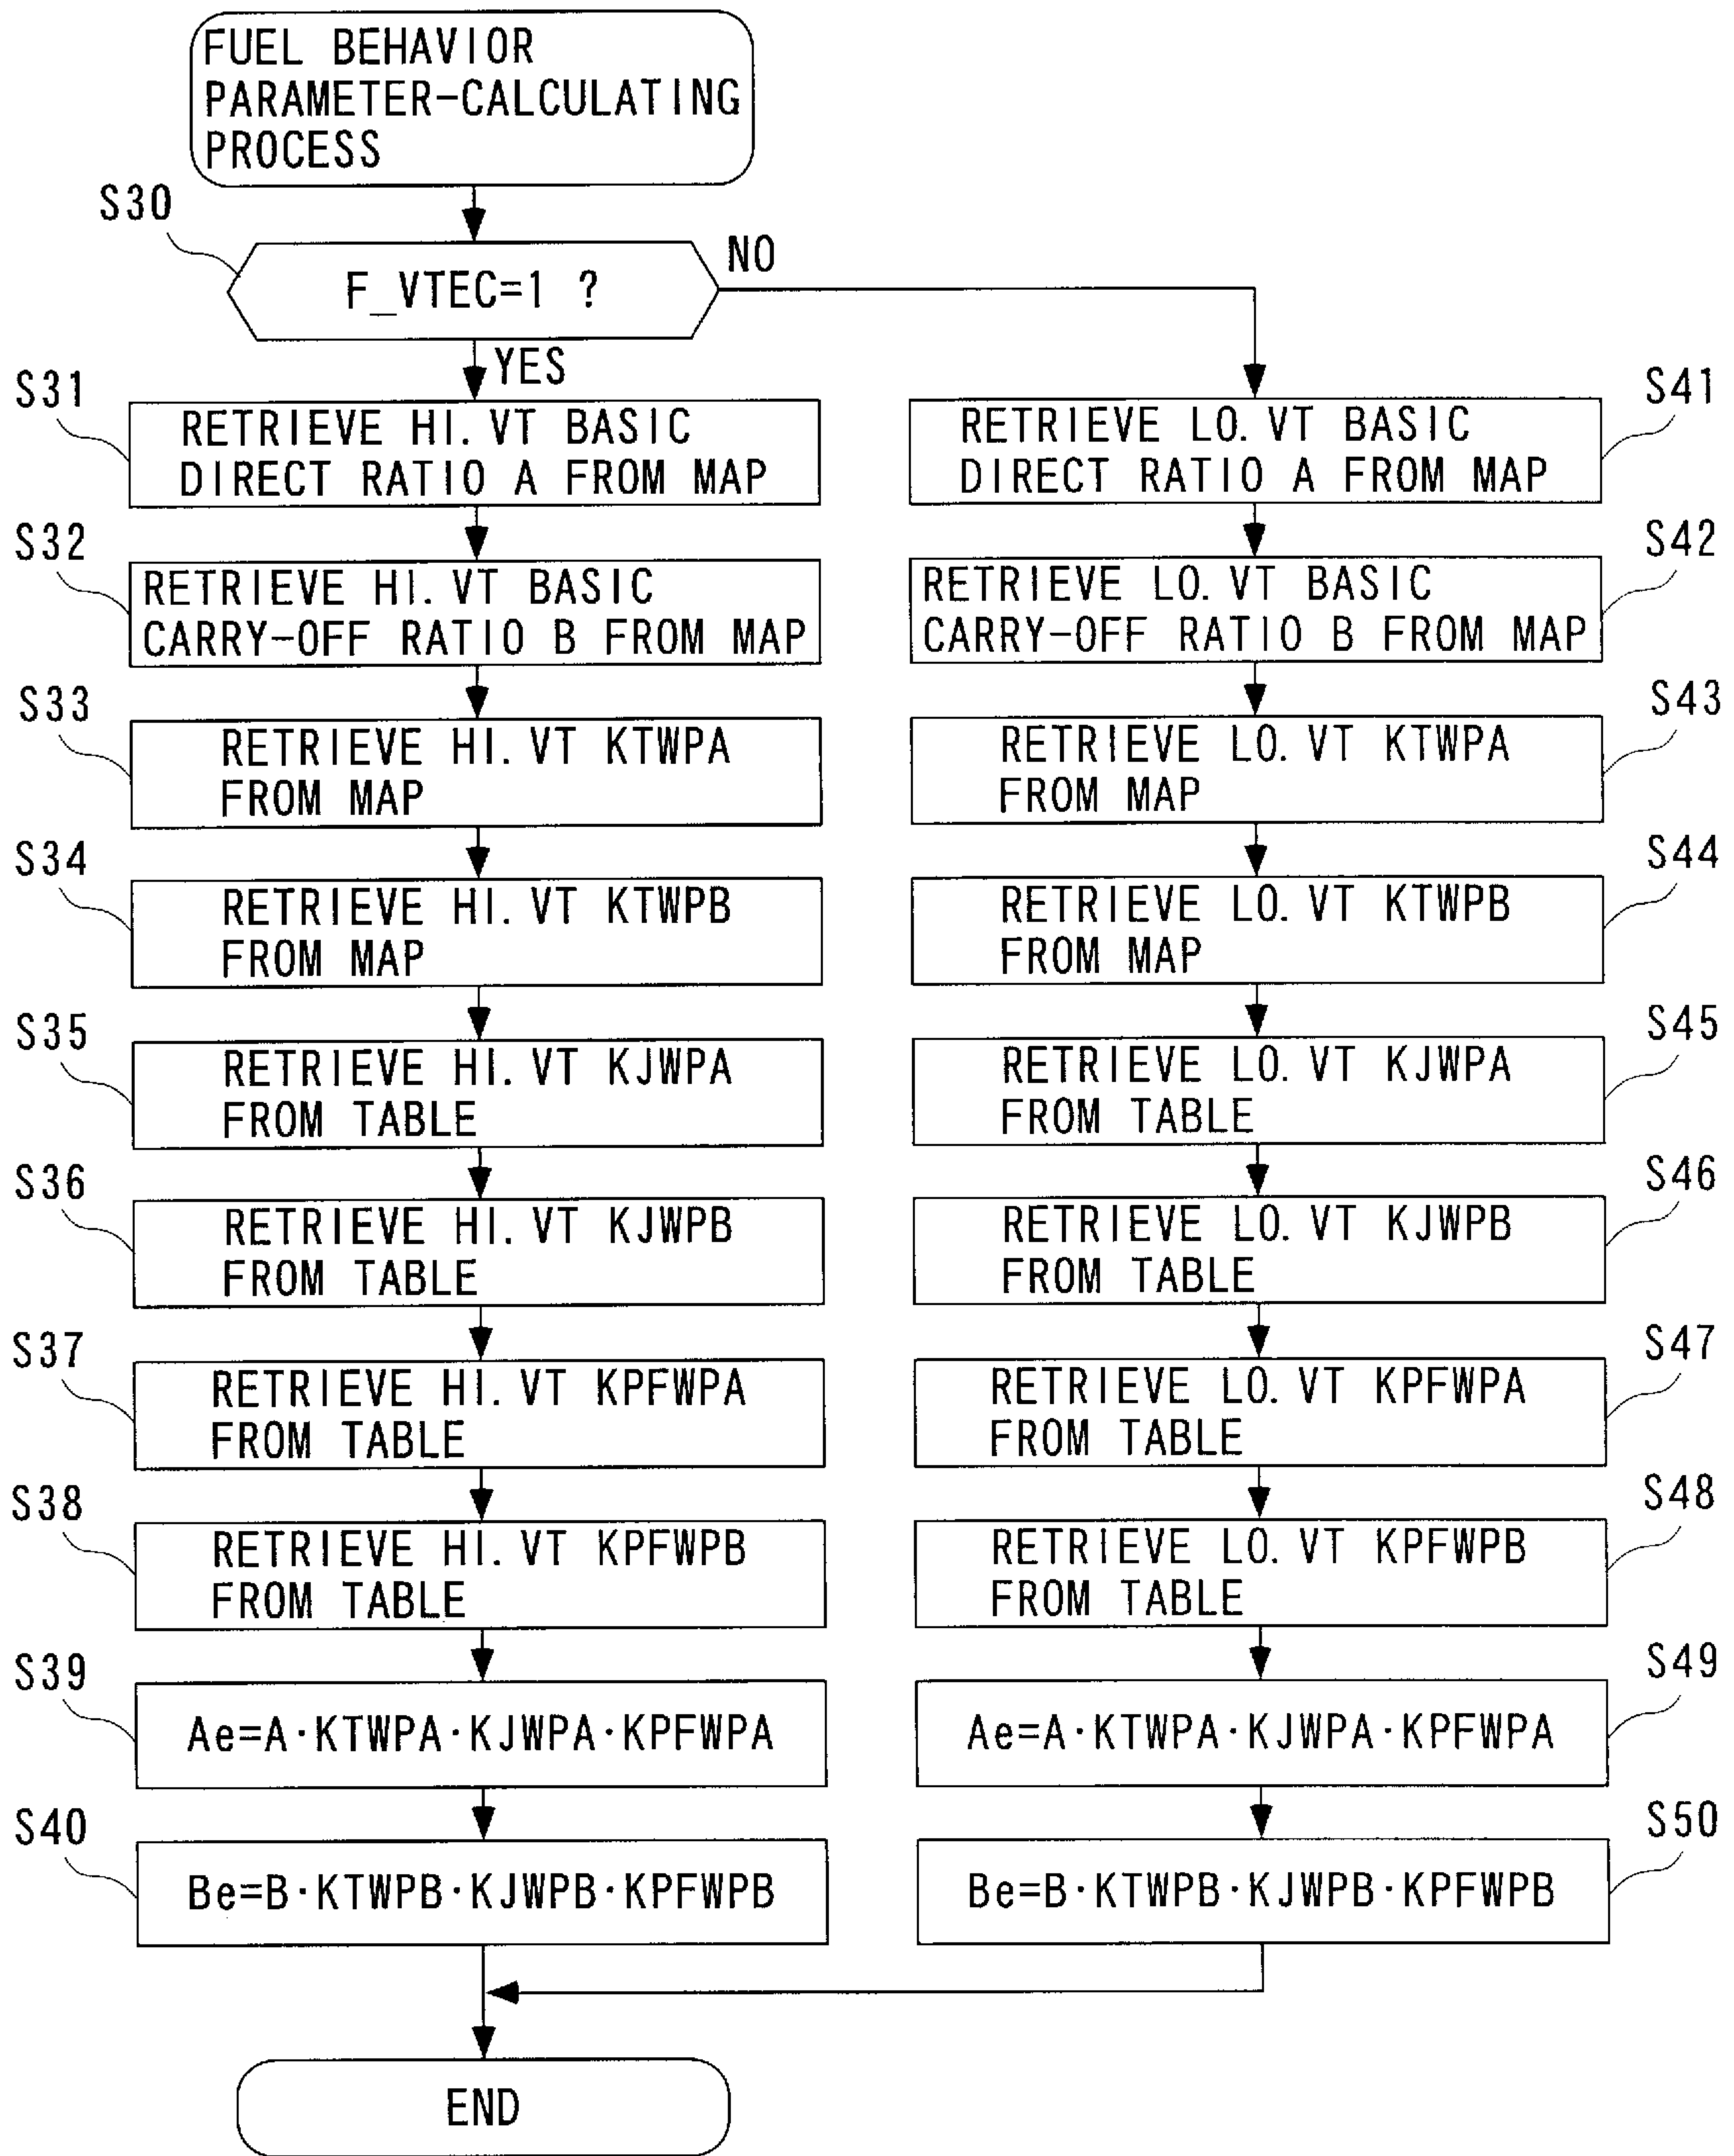 FUEL BEHAVIOR
PARAMETER-CALCULATING
PROCESS
S30
F_VTEC=1 ?
NO
YES
S31
RETRIEVE HI. VT BASIC
DIRECT RATIO A FROM MAP
S32
RETRIEVE HI. VT BASIC
CARRY-OFF RATIO B FROM MAP
S33
RETRIEVE HI. VT KTWPA
FROM MAP
S34
RETRIEVE HI. VT KTWPB
FROM MAP
S35
RETRIEVE HI. VT KJWPA
FROM TABLE
S36
RETRIEVE HI. VT KJWPB
FROM TABLE
S37
RETRIEVE HI. VT KPFWPA
FROM TABLE
S38
RETRIEVE HI. VT KPFWPB
FROM TABLE
S39
Ae=A·KTWPA·KJWPA·KPFWPA
S40
Be=B·KTWPB·KJWPB·KPFWPB
S41
RETRIEVE LO. VT BASIC
DIRECT RATIO A FROM MAP
S42
RETRIEVE LO. VT BASIC
CARRY-OFF RATIO B FROM MAP
S43
RETRIEVE LO. VT KTWPA
FROM MAP
S44
RETRIEVE LO. VT KTWPB
FROM MAP
S45
RETRIEVE LO. VT KJWPA
FROM TABLE
S46
RETRIEVE LO. VT KJWPB
FROM TABLE
S47
RETRIEVE LO. VT KPFWPA
FROM TABLE
S48
RETRIEVE LO. VT KPFWPB
FROM TABLE
S49
Ae=A·KTWPA·KJWPA·KPFWPA
S50
Be=B·KTWPB·KJWPB·KPFWPB
END